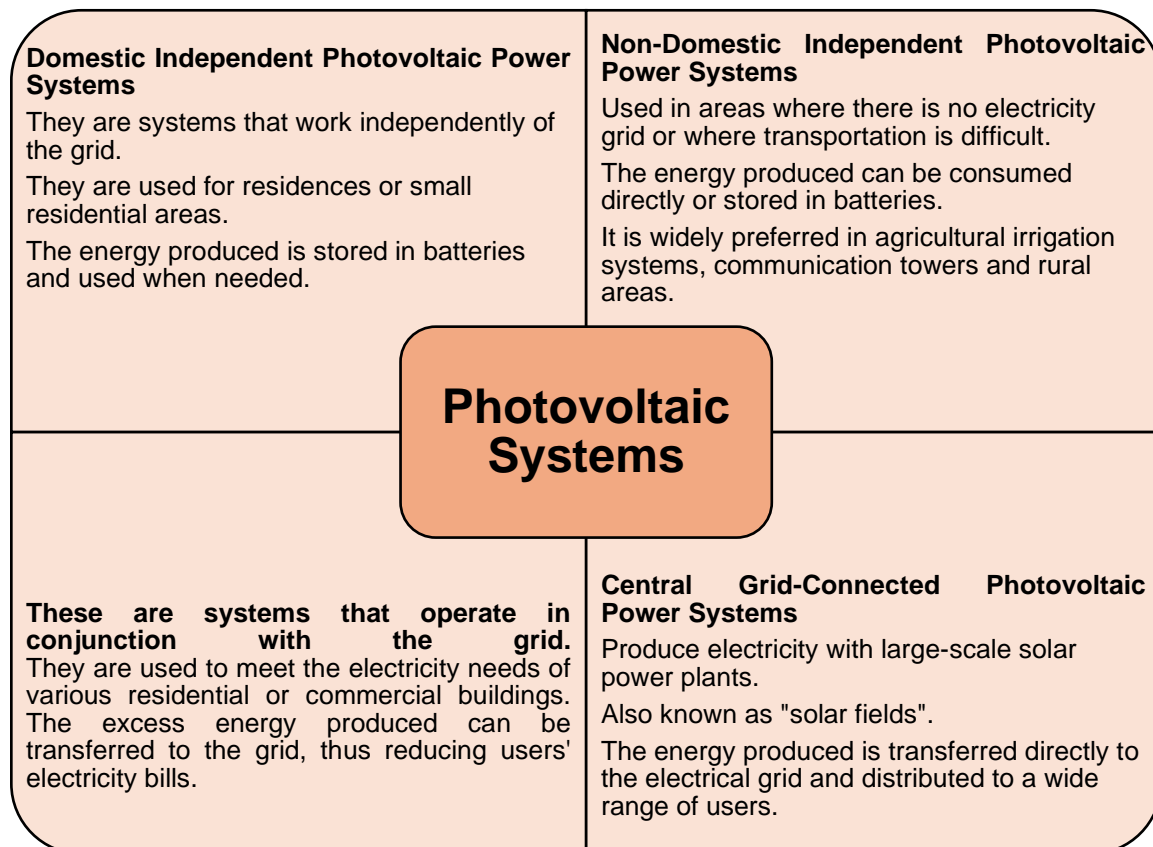 Domestic Independent Photovoltaic Power
Systems
They are systems that work independently of
the grid.
They are used for residences or small
residential areas.
The energy produced is stored in batteries
and used when needed.
Non-Domestic Independent Photovoltaic
Power Systems
Used in areas where there is no electricity
grid or where transportation is difficult.
The energy produced can be consumed
directly or stored in batteries.
It is widely preferred in agricultural irrigation
systems, communication towers and rural
areas.
Photovoltaic
Systems
These are systems that operate in
conjunction with the grid.
They are used to meet the electricity needs of
various residential or commercial buildings.
The excess energy produced can be
transferred to the grid, thus reducing users'
electricity bills.
Central Grid-Connected Photovoltaic
Power Systems
Produce electricity with large-scale solar
power plants.
Also known as "solar fields".
The energy produced is transferred directly to
the electrical grid and distributed to a wide
range of users.